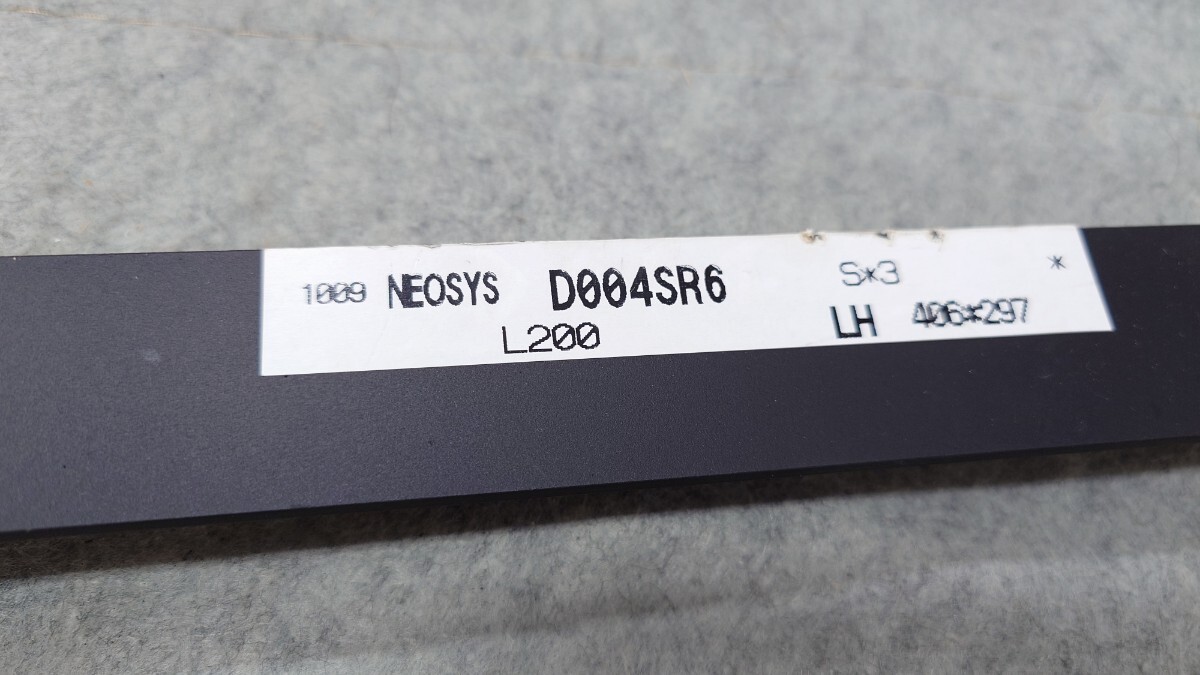 1009 NEOSYS D004SR6 S*3 *
L200 LH 406*297